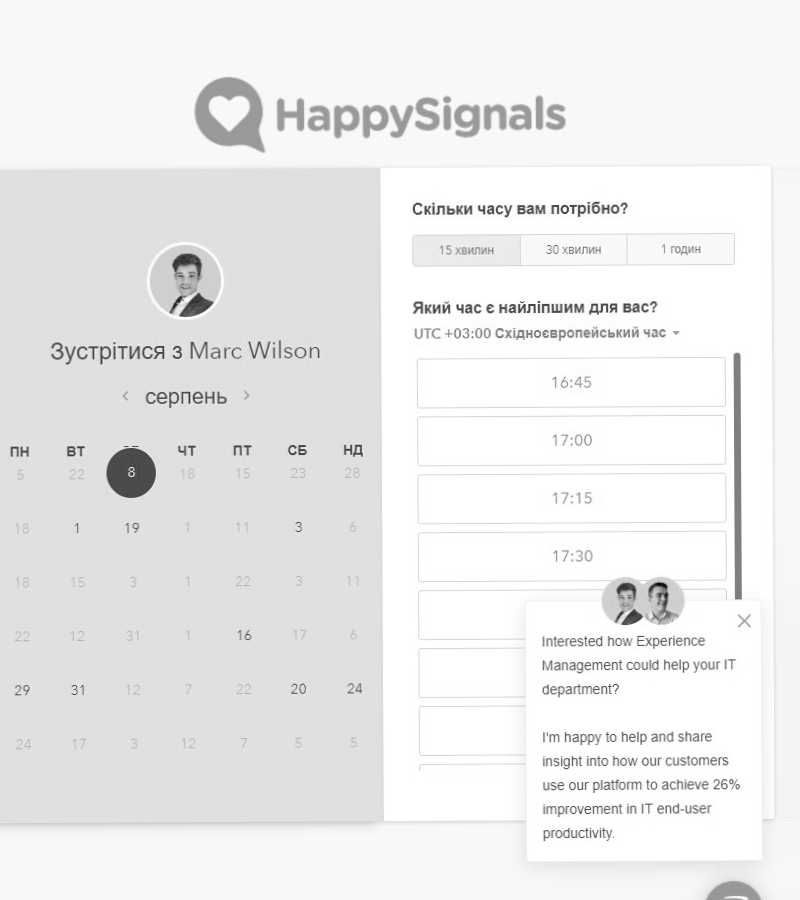 HappySignals
Зустрітися з Marc Wilson
серпень
ПН ВТ ЧТ ПТ СБ НД
5 22 8 18 15 23 28
18 1 19 1 11 3 6
18 15 3 1 22 3 11
22 12 31 1 16 17 6
29 31 12 7 22 20 24
24 17 3 12 7 5 5
Скільки часу вам потрібно?
15 хвилин 30 хвилин 1 годин
Який час є найліпшим для вас?
UTC +03:00 Східноєвропейський час
16:45
17:00
17:15
17:30
Interested how Experience
Management could help your IT
department?
I'm happy to help and share
insight into how our customers
use our platform to achieve 26%
improvement in IT end-user
productivity.